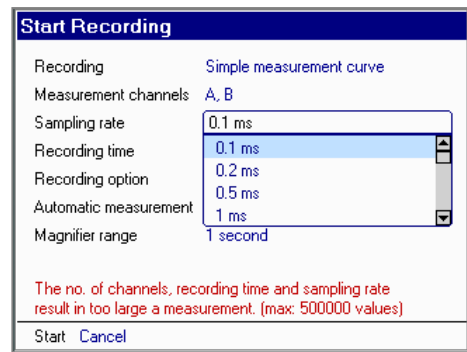 Start Recording
Recording Simple measurement curve
Measurement channels A, B
Sampling rate 0.1 ms
Recording time 0.1 ms
0.2 ms
Recording option 0.5 ms
Automatic measurement 1 ms
Magnifier range 1 second
The no. of channels, recording time and sampling rate
result in too large a measurement. (max: 500000 values)
Start Cancel